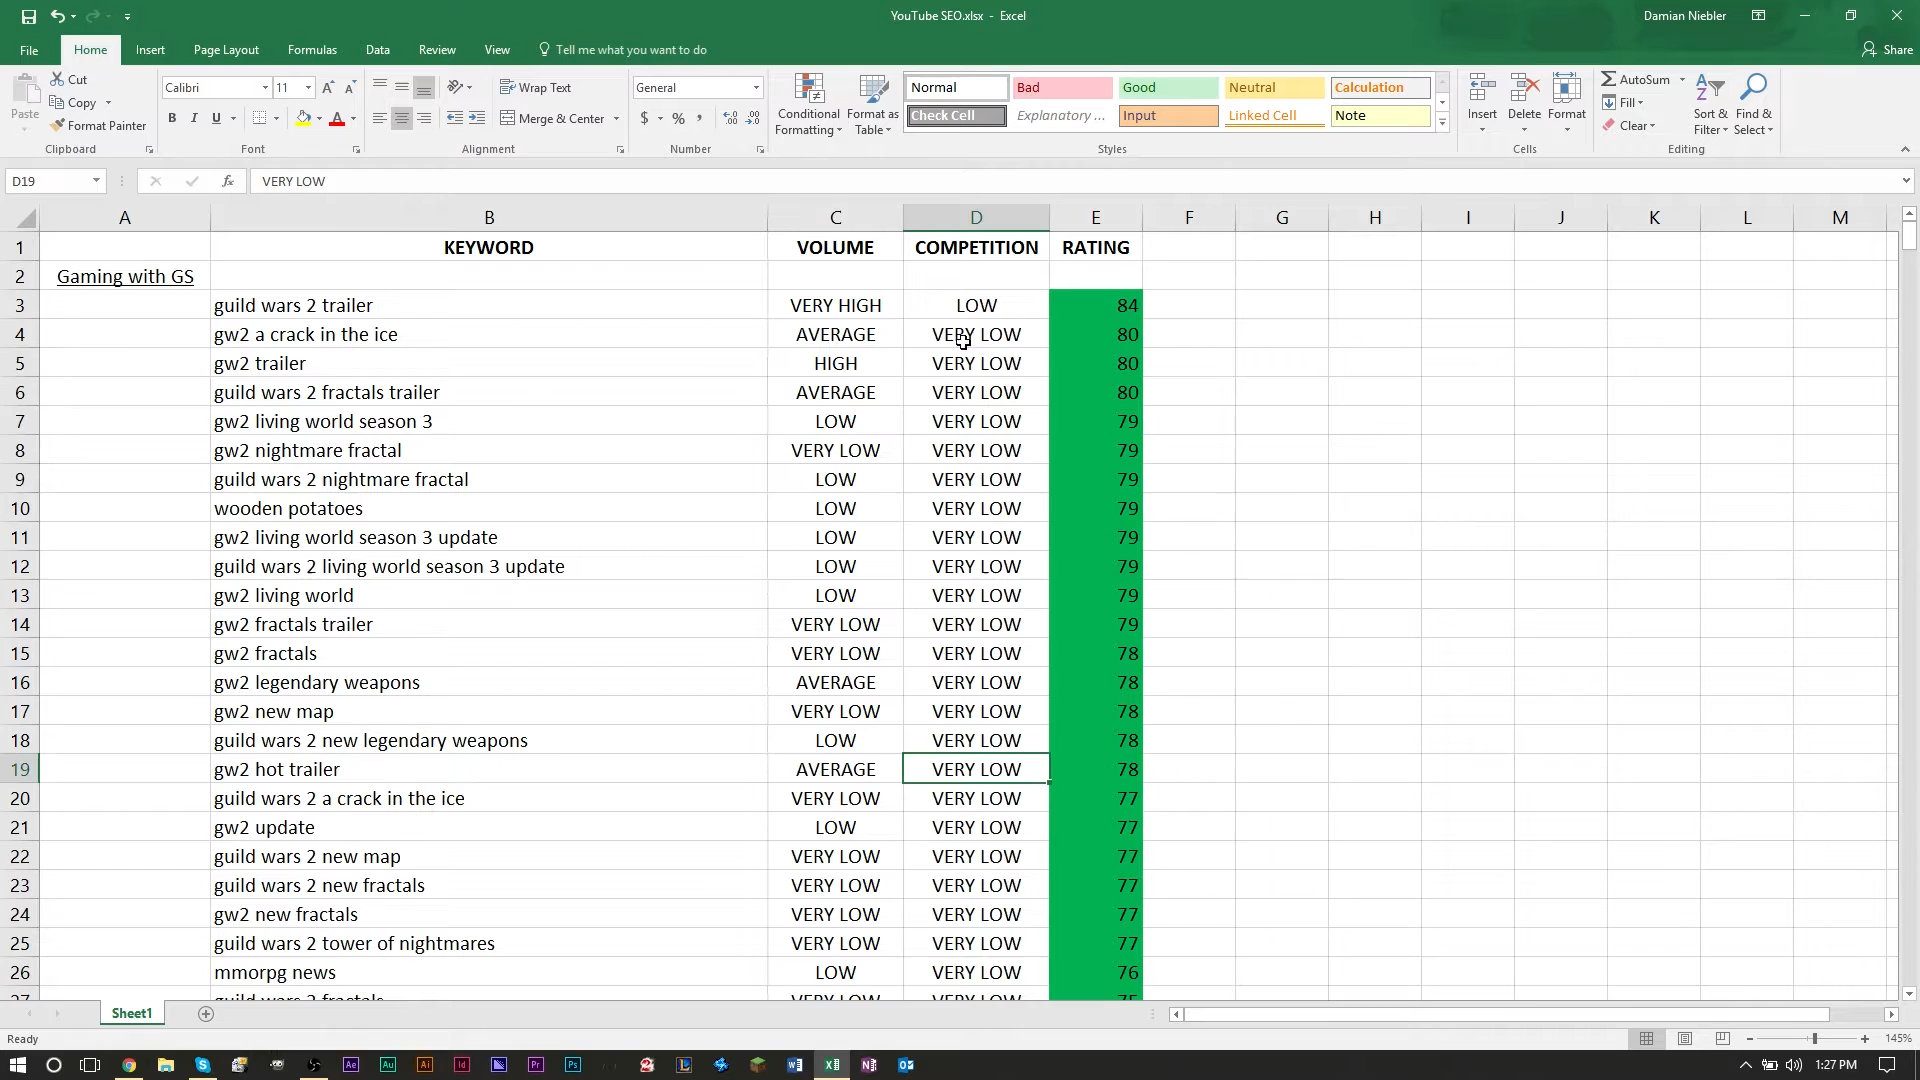 YouTube SEO.xlsx - Excel
Damian Niebler
File Home Insert Page Layout Formulas Data Review View Tell me what you want to do Share
Paste Cut Copy Format Painter Clipboard
Calibri 11 Font
Wrap Text Merge & Center Alignment
General Number
Conditional Formatting Format as Table
Normal Bad Good Neutral Calculation
Check Cell Explanatory ... Input Linked Cell Note
Styles
Insert Delete Format Cells
AutoSum Fill Clear Sort & Filter Find & Select Editing
D19 fx VERY LOW
A B C D E F G H I J K L M
1 KEYWORD VOLUME COMPETITION RATING
2 Gaming with GS
3 guild wars 2 trailer VERY HIGH LOW 84
4 gw2 a crack in the ice AVERAGE VERY LOW 80
5 gw2 trailer HIGH VERY LOW 80
6 guild wars 2 fractals trailer AVERAGE VERY LOW 80
7 gw2 living world season 3 LOW VERY LOW 79
8 gw2 nightmare fractal VERY LOW VERY LOW 79
9 guild wars 2 nightmare fractal LOW VERY LOW 79
10 wooden potatoes LOW VERY LOW 79
11 gw2 living world season 3 update LOW VERY LOW 79
12 guild wars 2 living world season 3 update LOW VERY LOW 79
13 gw2 living world LOW VERY LOW 79
14 gw2 fractals trailer VERY LOW VERY LOW 79
15 gw2 fractals VERY LOW VERY LOW 78
16 gw2 legendary weapons AVERAGE VERY LOW 78
17 gw2 new map VERY LOW VERY LOW 78
18 guild wars 2 new legendary weapons LOW VERY LOW 78
19 gw2 hot trailer AVERAGE VERY LOW 78
20 guild wars 2 a crack in the ice VERY LOW VERY LOW 77
21 gw2 update LOW VERY LOW 77
22 guild wars 2 new map VERY LOW VERY LOW 77
23 guild wars 2 new fractals VERY LOW VERY LOW 77
24 gw2 new fractals VERY LOW VERY LOW 77
25 guild wars 2 tower of nightmares VERY LOW VERY LOW 77
26 mmorpg news LOW VERY LOW 76
27 guild wars 2 fractals VERY LOW VERY LOW 75
Sheet1
Ready 145%
1:27 PM